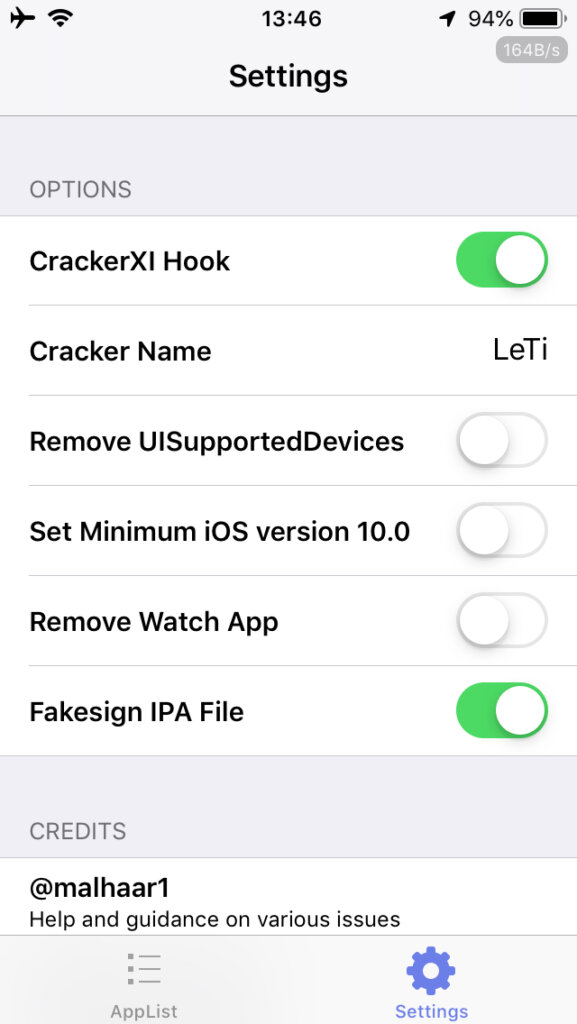 13:46
94%
164B/s
Settings
OPTIONS
CrackerXI Hook
Cracker Name
LeTi
Remove UISupportedDevices
Set Minimum iOS version 10.0
Remove Watch App
Fakesign IPA File
CREDITS
@malhaar1
Help and guidance on various issues
AppList
Settings